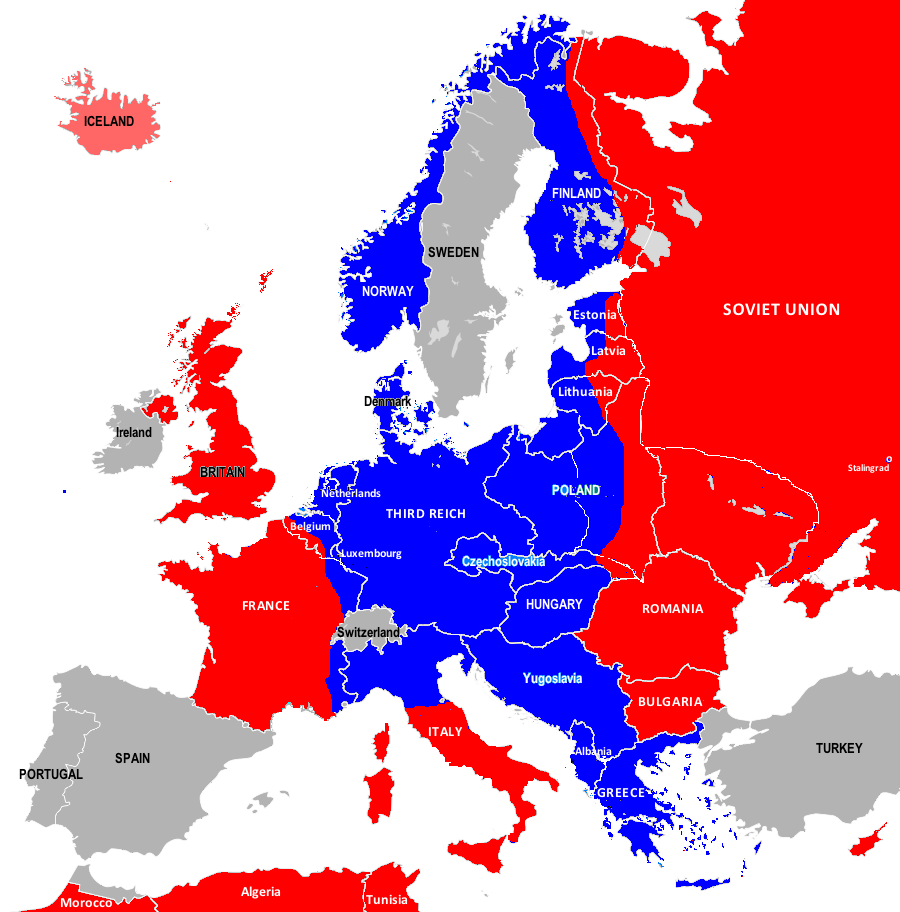 ICELAND
FINLAND
SWEDEN
NORWAY
SOVIET UNION
Estonia
Latvia
Lithuania
Denmark
Ireland
BRITAIN
Stalingrad
Netherlands
POLAND
THIRD REICH
Belgium
Luxembourg
Czechoslovakia
FRANCE
HUNGARY
ROMANIA
Switzerland
Yugoslavia
BULGARIA
ITALY
TURKEY
Albania
SPAIN
PORTUGAL
GREECE
Algeria
Tunisia
Morocco